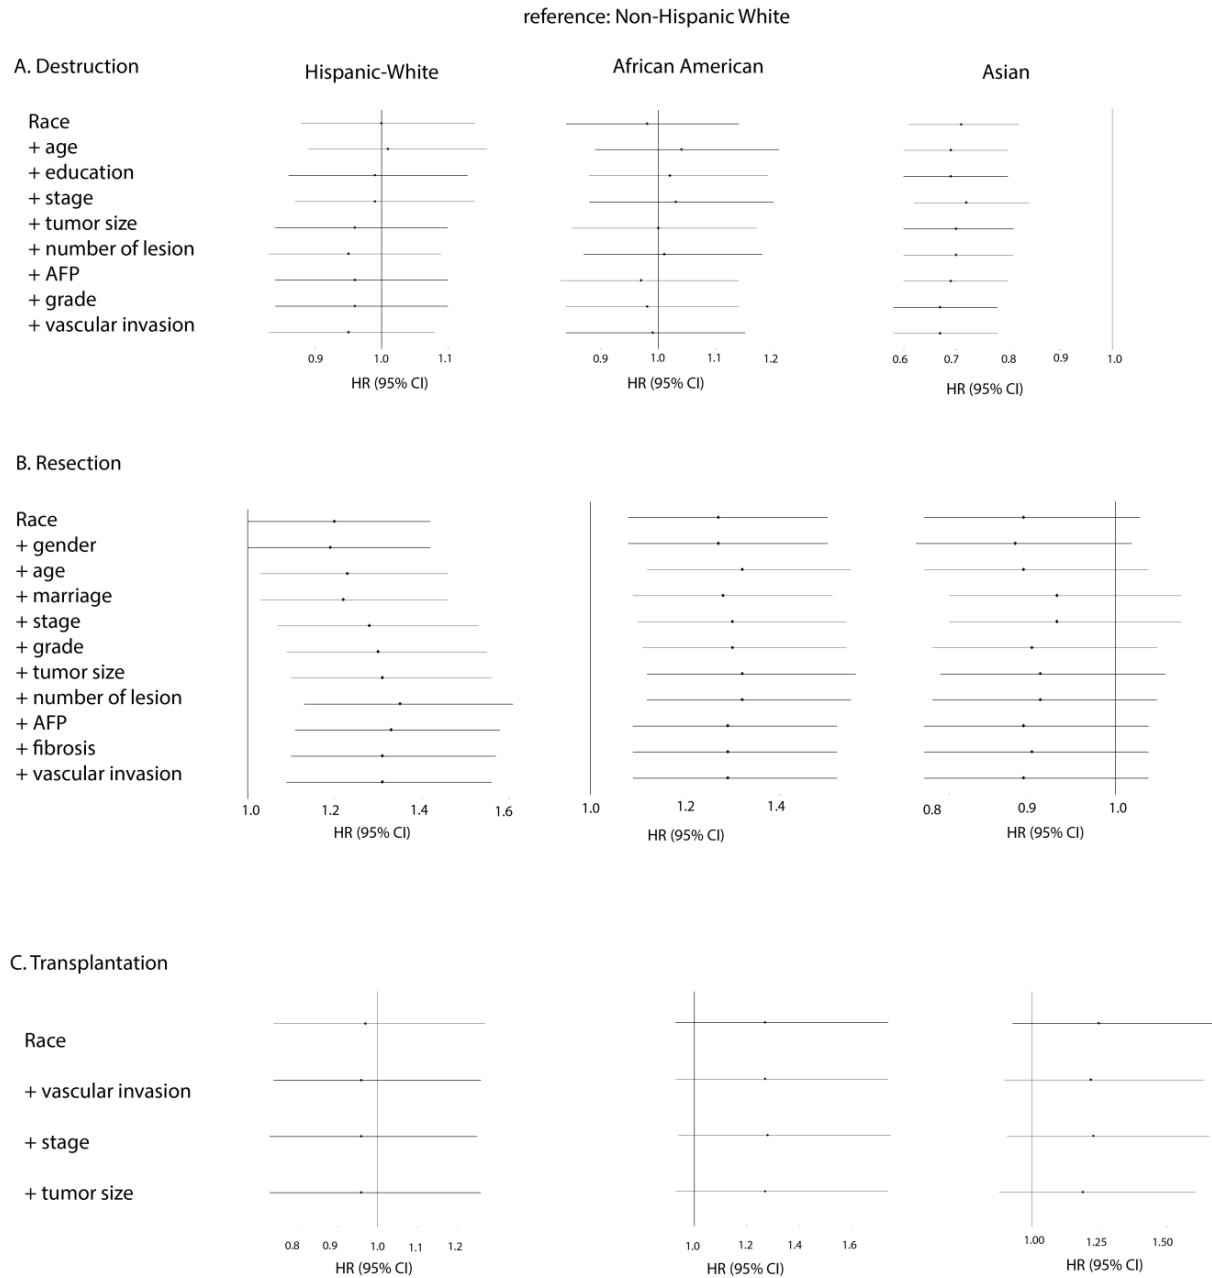 reference: Non-Hispanic White
A. Destruction
Hispanic-White
African American
Asian
Race
+ age
+ education
+ stage
+ tumor size
+ number of lesion
+ AFP
+ grade
+ vascular invasion
0.9 1.0 1.1
HR (95% CI)
0.9 1.0 1.1 1.2
HR (95% CI)
0.6 0.7 0.8 0.9 1.0
HR (95% CI)
B. Resection
Race
+ gender
+ age
+ marriage
+ stage
+ grade
+ tumor size
+ number of lesion
+ AFP
+ fibrosis
+ vascular invasion
1.0 1.2 1.4 1.6
HR (95% CI)
1.0 1.2 1.4
HR (95% CI)
0.8 0.9 1.0
HR (95% CI)
C. Transplantation
Race
+ vascular invasion
+ stage
+ tumor size
0.8 0.9 1.0 1.1 1.2
HR (95% CI)
1.0 1.2 1.4 1.6
HR (95% CI)
1.00 1.25 1.50
HR (95% CI)